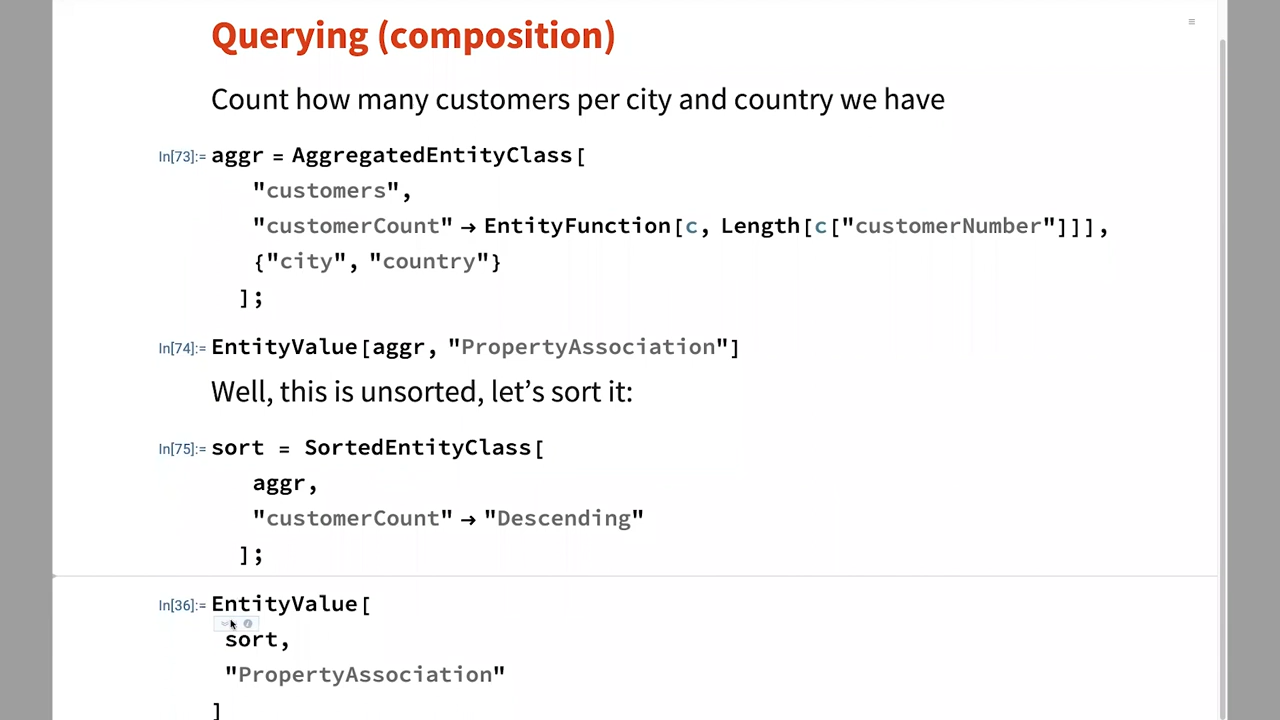 Querying (composition)
Count how many customers per city and country we have
In[73]:= aggr = AggregatedEntityClass[
"customers",
"customerCount" → EntityFunction[c, Length[c["customerNumber"]]],
{"city", "country"}
];
In[74]:= EntityValue[aggr, "PropertyAssociation"]
Well, this is unsorted, let’s sort it:
In[75]:= sort = SortedEntityClass[
aggr,
"customerCount" → "Descending"
];
In[36]:= EntityValue[
sort,
"PropertyAssociation"
]